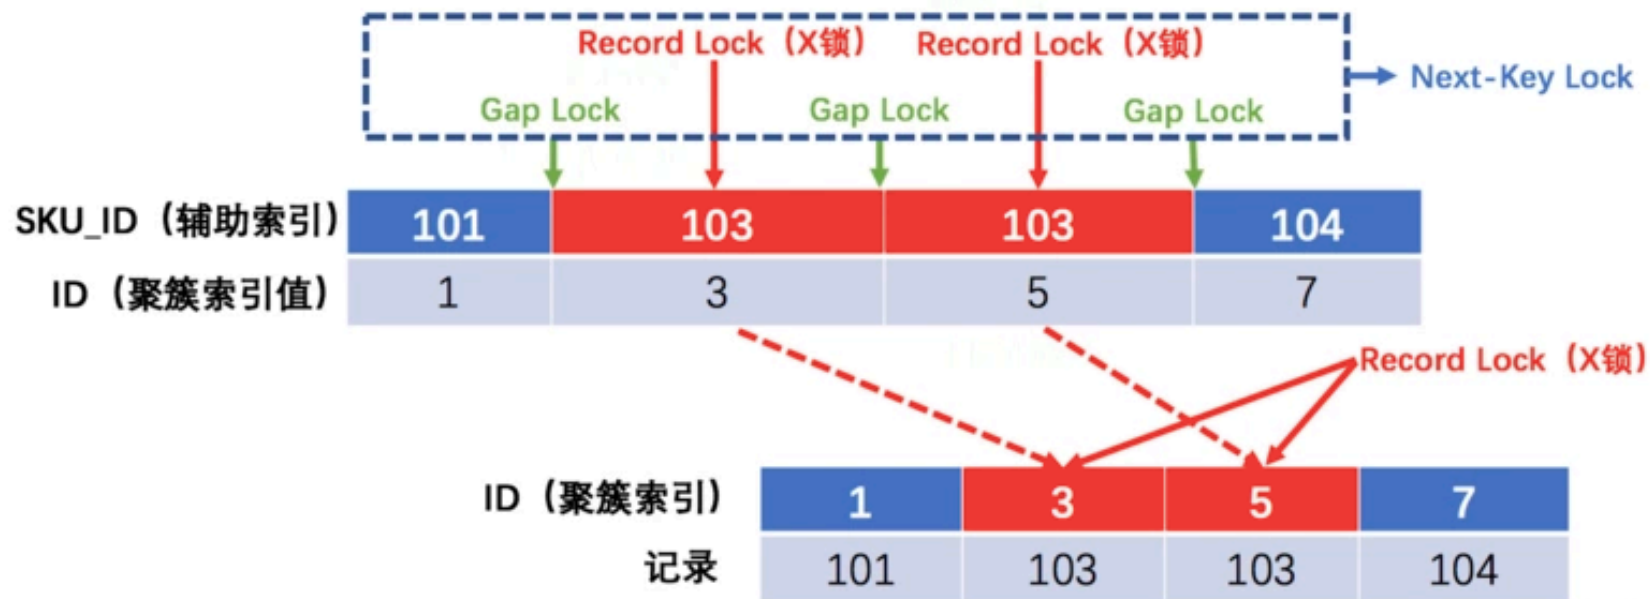 Record Lock（X锁） Record Lock（X锁）
Next-Key Lock
Gap Lock Gap Lock Gap Lock
SKU_ID（辅助索引） 101 103 103 104
ID（聚簇索引值） 1 3 5 7
Record Lock（X锁）
ID（聚簇索引） 1 3 5 7
记录 101 103 103 104